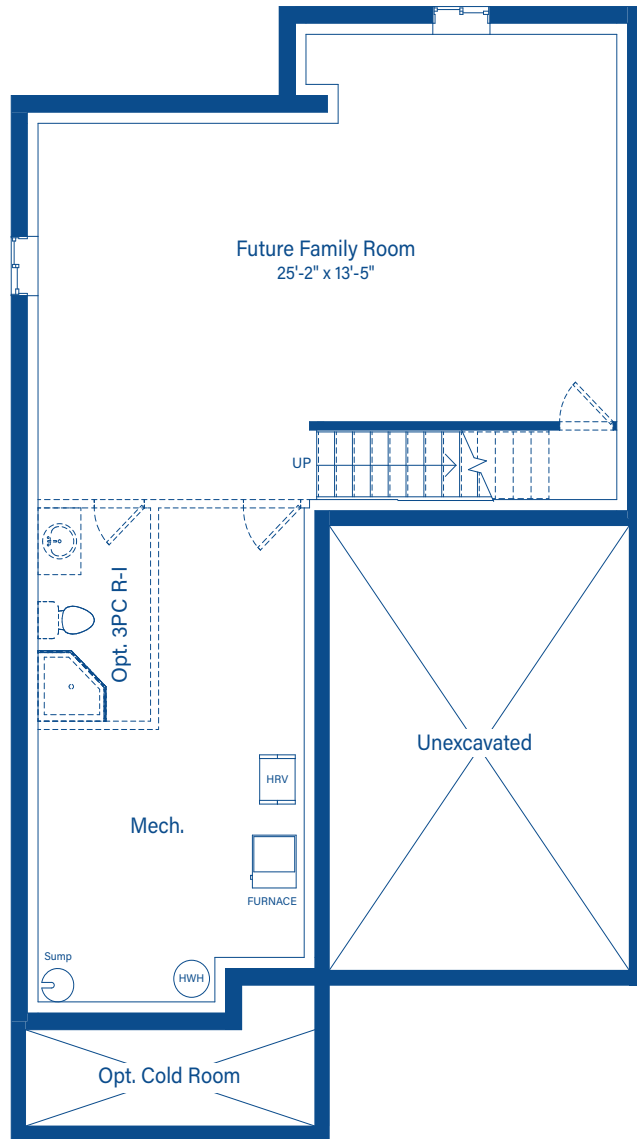 Future Family Room
25'-2" x 13'-5"
UP
Opt. 3PC R-I
Unexcavated
HRV
Mech.
FURNACE
Sump
HWH
Opt. Cold Room